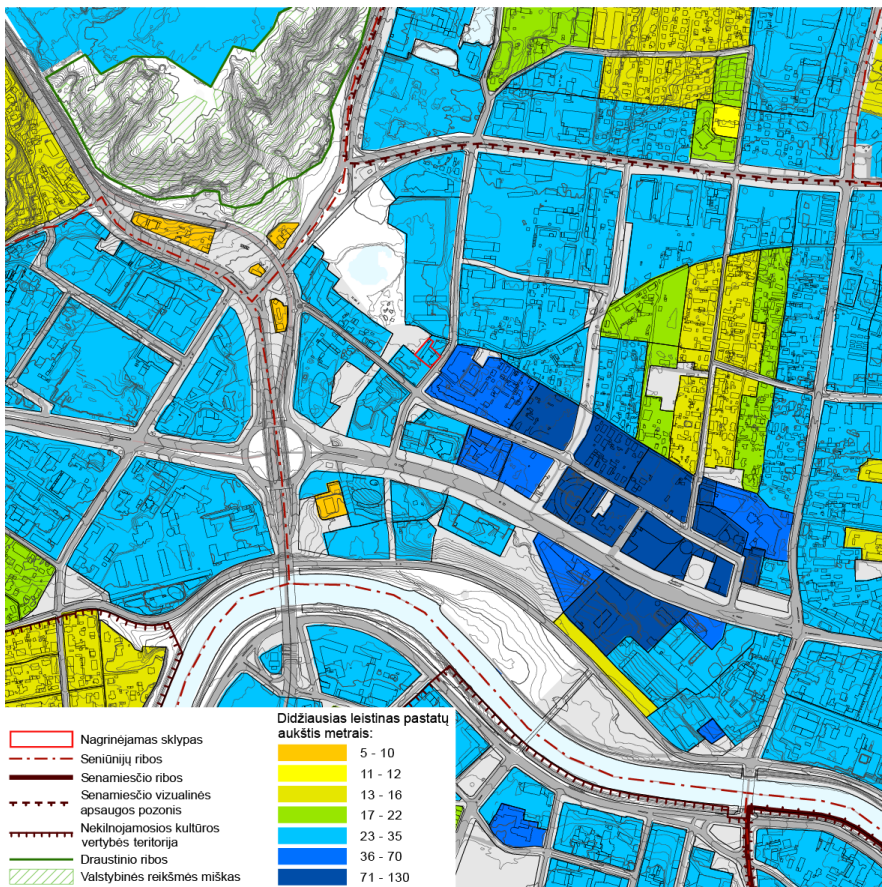 Nagrinėjamas sklypas
Seniūnijų ribos
Senamiesčio ribos
Senamiesčio vizualinės
apsaugos pozonis
Nekilnojamosios kultūros
vertybės teritorija
Draustinio ribos
Valstybinės reikšmės miškas
Didžiausias leistinas pastatų
aukštis metrais:
5 - 10
11 - 12
13 - 16
17 - 22
23 - 35
36 - 70
71 - 130